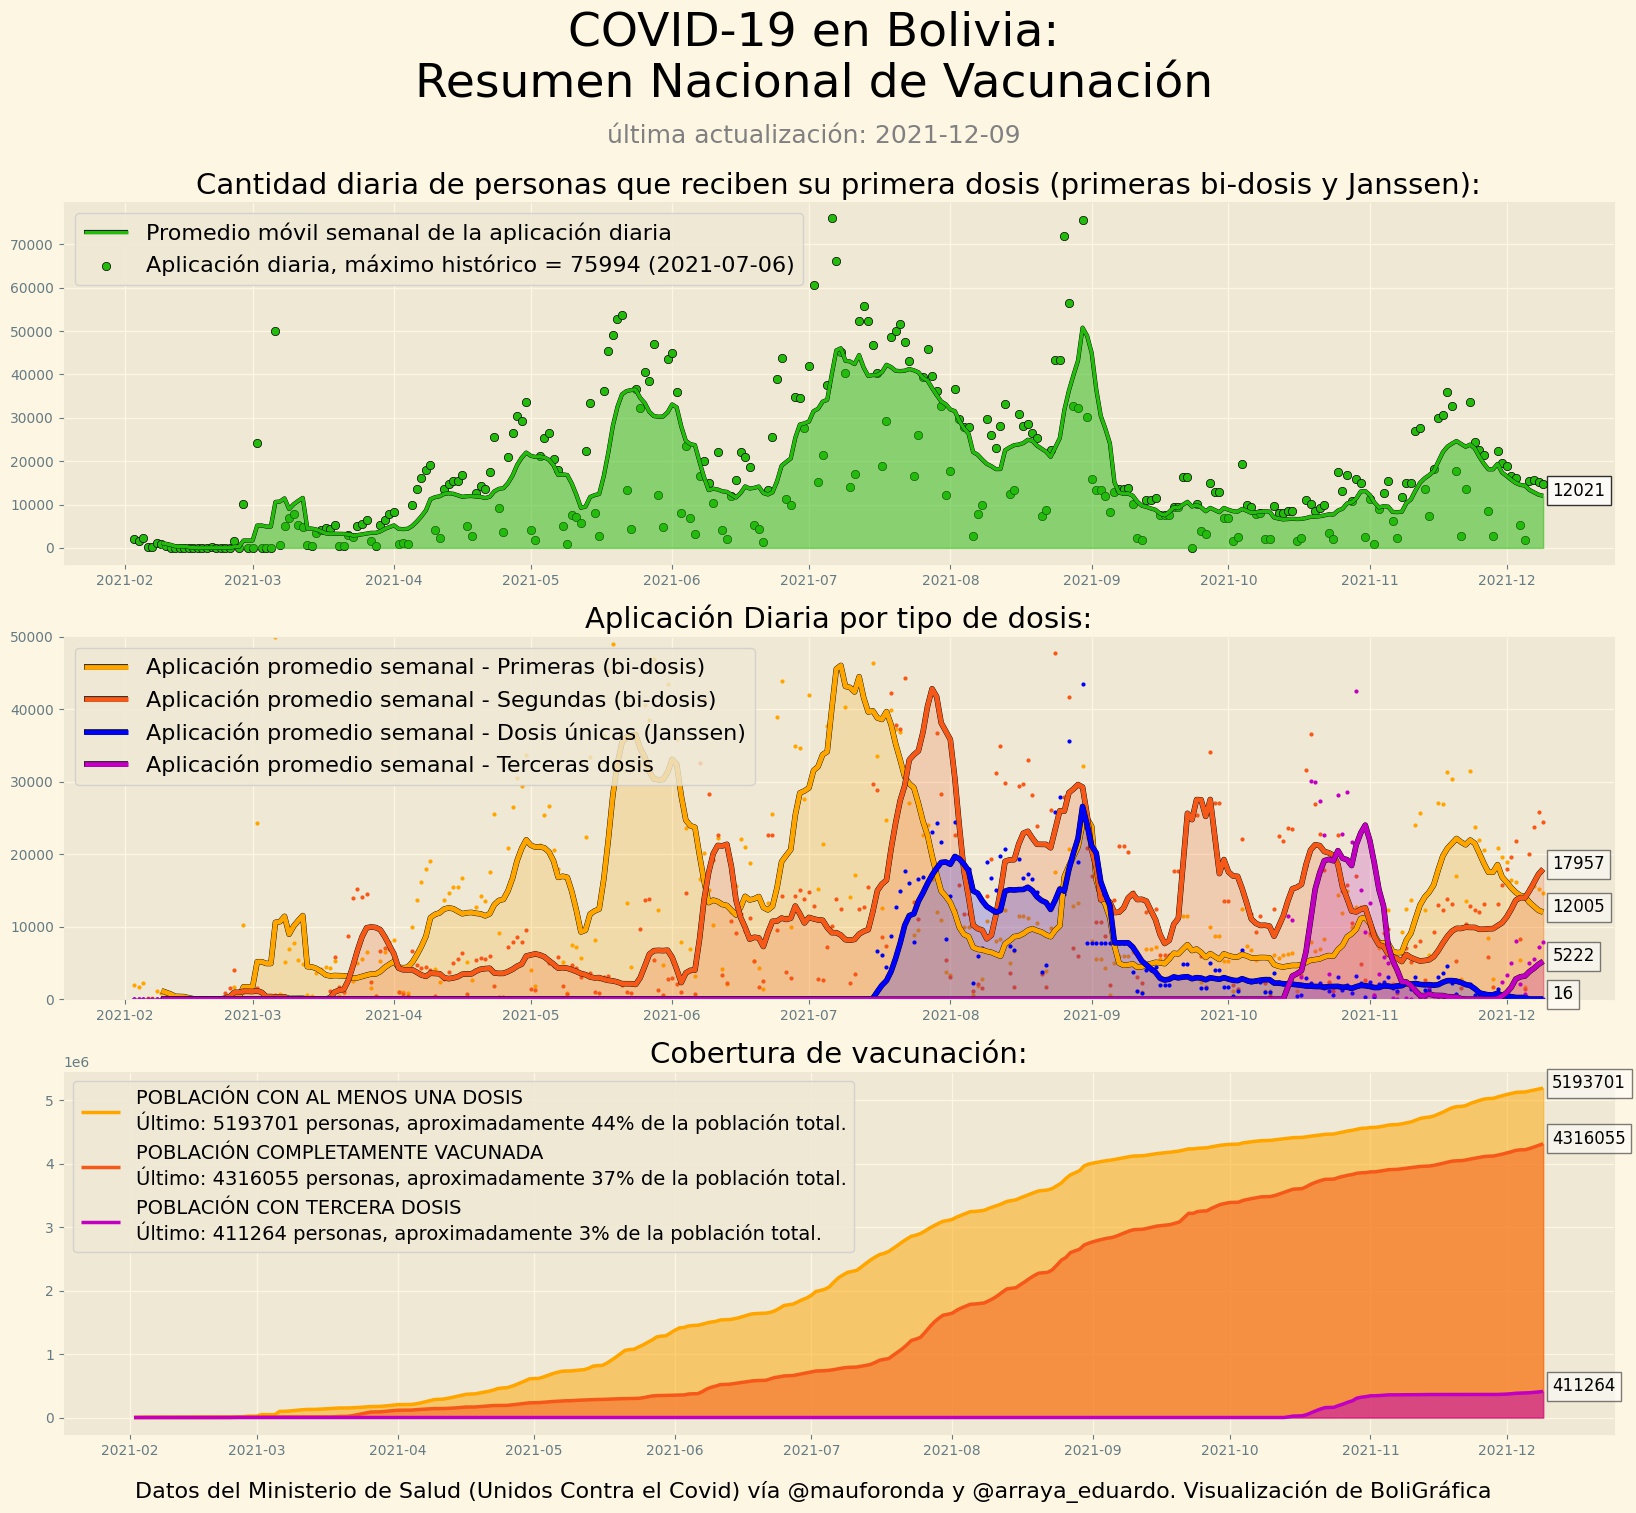 COVID-19 en Bolivia:
Resumen Nacional de Vacunación
última actualización: 2021-12-09
Cantidad diaria de personas que reciben su primera dosis (primeras bi-dosis y Janssen):
Promedio móvil semanal de la aplicación diaria
Aplicación diaria, máximo histórico = 75994 (2021-07-06)
70000
60000
50000
40000
30000
20000
10000
0
12021
2021-02 2021-03 2021-04 2021-05 2021-06 2021-07 2021-08 2021-09 2021-10 2021-11 2021-12
Aplicación Diaria por tipo de dosis:
Aplicación promedio semanal - Primeras (bi-dosis)
Aplicación promedio semanal - Segundas (bi-dosis)
Aplicación promedio semanal - Dosis únicas (Janssen)
Aplicación promedio semanal - Terceras dosis
50000
40000
30000
20000
10000
0
17957
12005
5222
16
2021-02 2021-03 2021-04 2021-05 2021-06 2021-07 2021-08 2021-09 2021-10 2021-11 2021-12
Cobertura de vacunación:
1e6
POBLACIÓN CON AL MENOS UNA DOSIS
Último: 5193701 personas, aproximadamente 44% de la población total.
POBLACIÓN COMPLETAMENTE VACUNADA
Último: 4316055 personas, aproximadamente 37% de la población total.
POBLACIÓN CON TERCERA DOSIS
Último: 411264 personas, aproximadamente 3% de la población total.
5
4
3
2
1
0
5193701
4316055
411264
2021-02 2021-03 2021-04 2021-05 2021-06 2021-07 2021-08 2021-09 2021-10 2021-11 2021-12
Datos del Ministerio de Salud (Unidos Contra el Covid) vía @mauforonda y @arraya_eduardo. Visualización de BoliGráfica